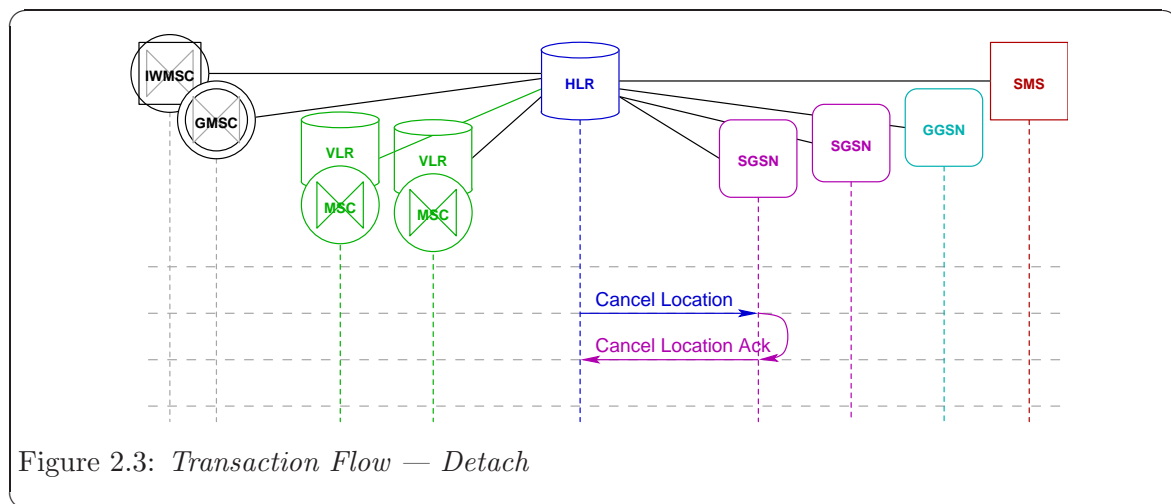 IWMSC
HLR
SMS
GMSC
GGSN
VLR
VLR
SGSN
SGSN
MSC
MSC
Cancel Location
Cancel Location Ack
Figure 2.3: Transaction Flow — Detach